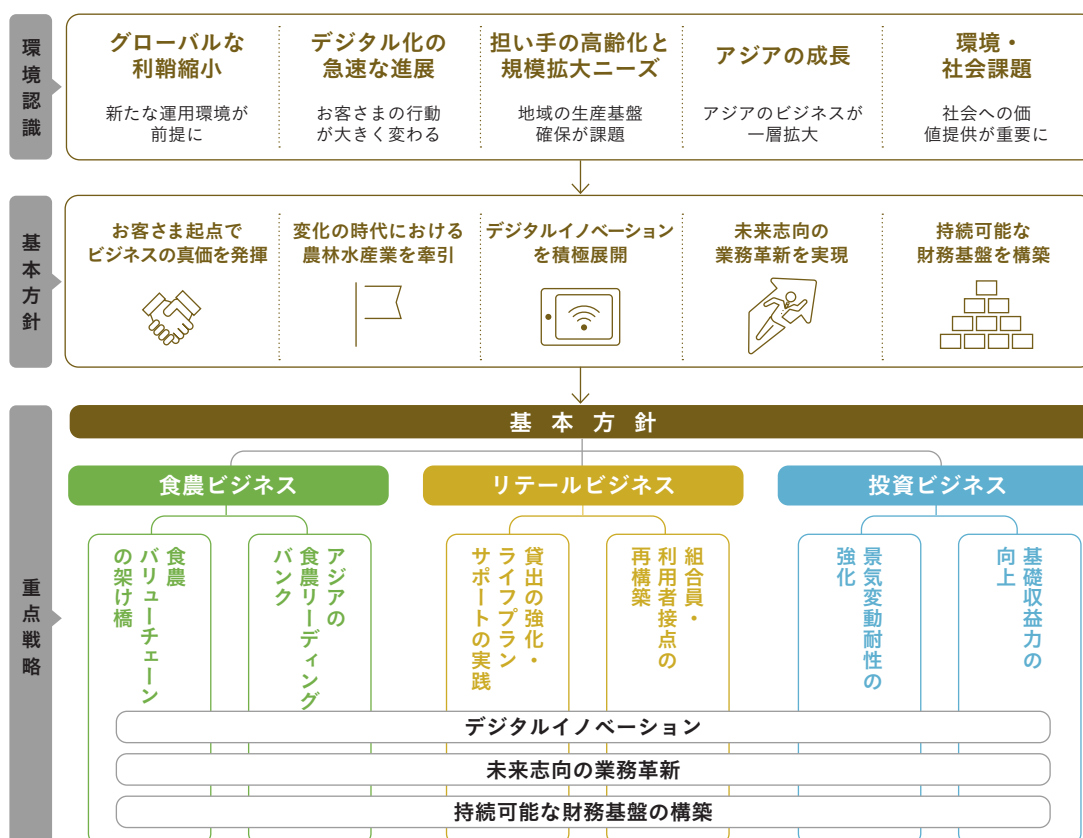 環境認識
グローバルな
利鞘縮小
新たな運用環境が
前提に
デジタル化の
急速な進展
お客さまの行動
が大きく変わる
担い手の高齢化と
規模拡大ニーズ
地域の生産基盤
確保が課題
アジアの成長
アジアのビジネスが
一層拡大
環境・
社会課題
社会への価
値提供が重要に
基本方針
お客さま起点で
ビジネスの真価を発揮
変化の時代における
農林水産業を牽引
デジタルイノベーション
を積極展開
未来志向の
業務革新を実現
持続可能な
財務基盤を構築
重点戦略
基本方針
食農ビジネス
食農
バリューチェーン
の架け橋
アジアの
食農リーディング
バンク
リテールビジネス
貸出の強化・
ライフプラン
サポートの実践
組合員・
利用者接点の
再構築
投資ビジネス
景気変動耐性の
強化
基礎収益力の
向上
デジタルイノベーション
未来志向の業務革新
持続可能な財務基盤の構築